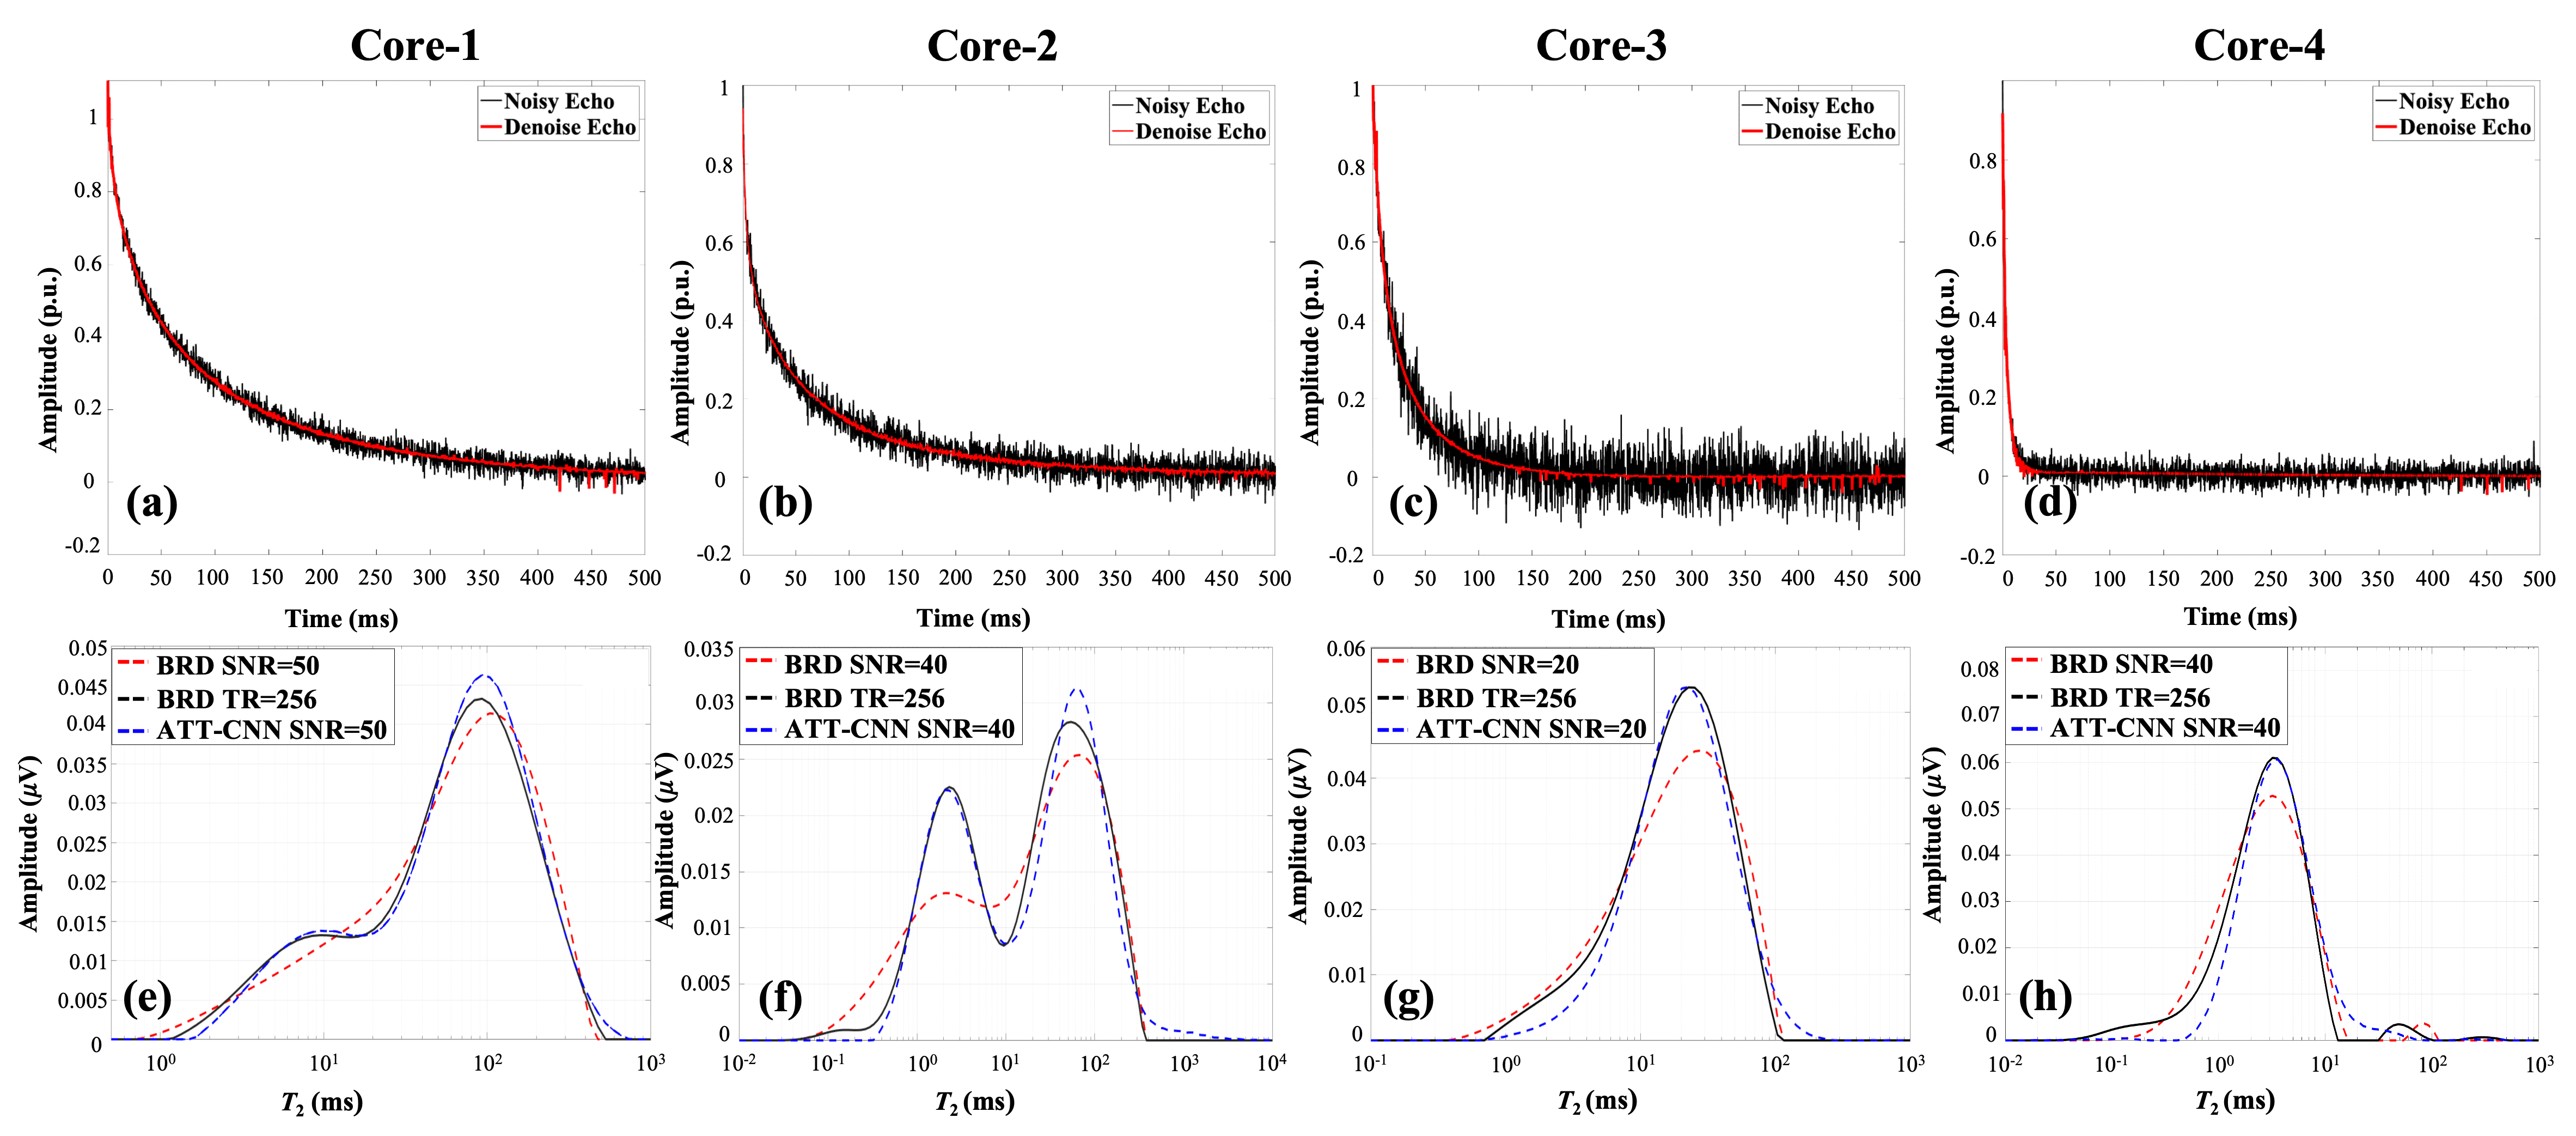 Core-1
Core-2
Core-3
Core-4
Noisy Echo
Denoise Echo
1
0.8
0.6
0.4
0.2
0
-0.2
Amplitude (p.u.)
(a)
0 50 100 150 200 250 300 350 400 450 500
Time (ms)
Noisy Echo
Denoise Echo
1
0.8
0.6
0.4
0.2
0
-0.2
Amplitude (p.u.)
(b)
0 50 100 150 200 250 300 350 400 450 500
Time (ms)
Noisy Echo
Denoise Echo
1
0.8
0.6
0.4
0.2
0
-0.2
Amplitude (p.u.)
(c)
0 50 100 150 200 250 300 350 400 450 500
Time (ms)
Noisy Echo
Denoise Echo
0.8
0.6
0.4
0.2
0
-0.2
Amplitude (p.u.)
(d)
0 50 100 150 200 250 300 350 400 450 500
Time (ms)
BRD SNR=50
BRD TR=256
ATT-CNN SNR=50
0.05
0.045
0.04
0.035
0.03
0.025
0.02
0.015
0.01
0.005
0
Amplitude (μV)
(e)
10⁰ 10¹ 10² 10³
T₂ (ms)
BRD SNR=40
BRD TR=256
ATT-CNN SNR=40
0.035
0.03
0.025
0.02
0.015
0.01
0.005
0
Amplitude (μV)
(f)
10⁻² 10⁻¹ 10⁰ 10¹ 10² 10³ 10⁴
T₂ (ms)
BRD SNR=20
BRD TR=256
ATT-CNN SNR=20
0.06
0.05
0.04
0.03
0.02
0.01
0
Amplitude (μV)
(g)
10⁻¹ 10⁰ 10¹ 10² 10³
T₂ (ms)
BRD SNR=40
BRD TR=256
ATT-CNN SNR=40
0.08
0.07
0.06
0.05
0.04
0.03
0.02
0.01
0
Amplitude (μV)
(h)
10⁻² 10⁻¹ 10⁰ 10¹ 10² 10³
T₂ (ms)